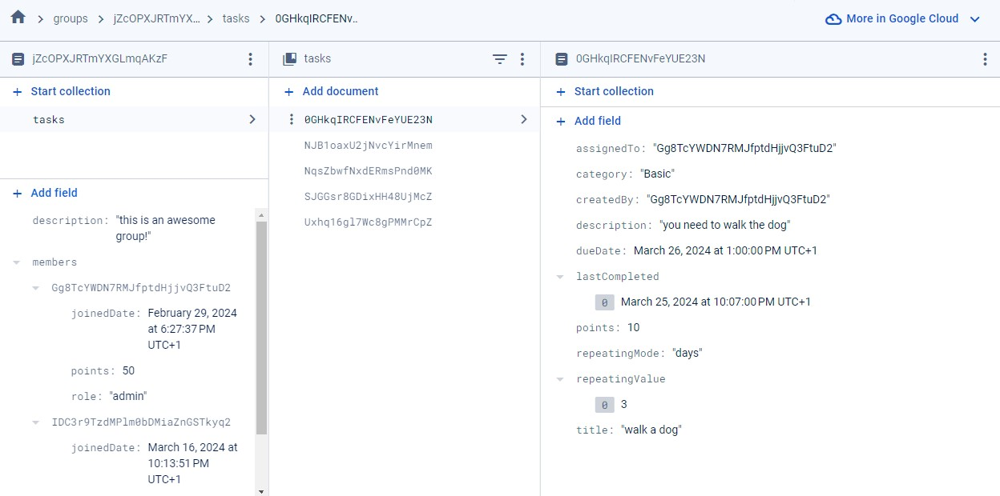 groups
jZcOPXJRTmYX...
tasks
0GHkqIRCFENv..
More in Google Cloud
jZcOPXJRTmYXGLmqAKzF
Start collection
tasks
Add field
description: "this is an awesome
group!"
members
Gg8TcYWDN7RMJfptdHjjvQ3FtuD2
joinedDate: February 29, 2024
at 6:27:37 PM
UTC+1
points: 50
role: "admin"
IDC3r9TzdMPlm0bDMiaZnGSTkyq2
joinedDate: March 16, 2024 at
10:13:51 PM
UTC+1
tasks
Add document
0GHkqIRCFENvFeYUE23N
NJB1oaxU2jNvcYirMnem
NqsZbwfNxdERmsPnd0MK
SJGGsr8GDixHH48UjMcZ
Uxhq16gl7Wc8gPMMrCpZ
0GHkqIRCFENvFeYUE23N
Start collection
Add field
assignedTo: "Gg8TcYWDN7RMJfptdHjjvQ3FtuD2"
category: "Basic"
createdBy: "Gg8TcYWDN7RMJfptdHjjvQ3FtuD2"
description: "you need to walk the dog"
dueDate: March 26, 2024 at 1:00:00 PM UTC+1
lastCompleted
0 March 25, 2024 at 10:07:00 PM UTC+1
points: 10
repeatingMode: "days"
repeatingValue
0 3
title: "walk a dog"